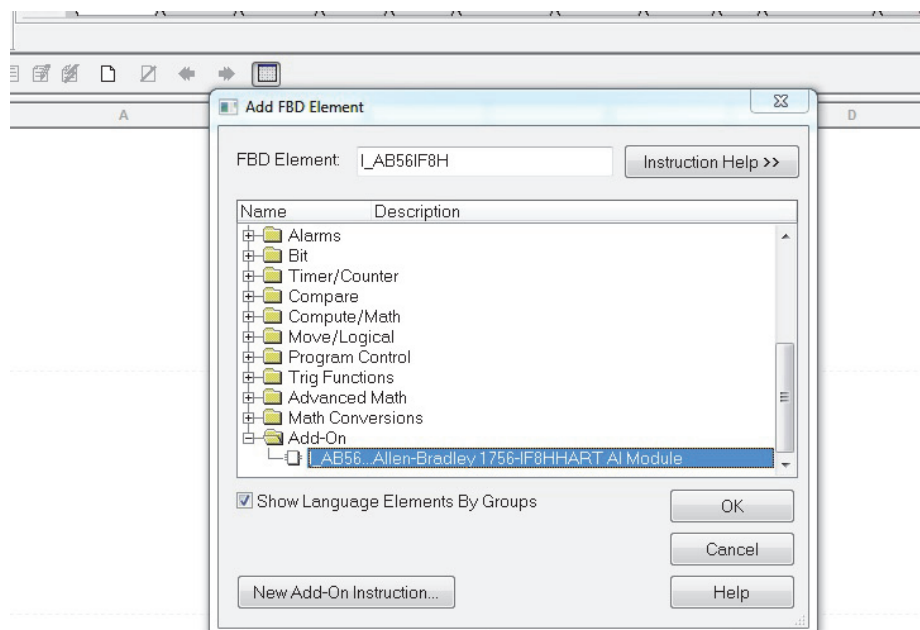 A
D
Add FBD Element
FBD Element: I_AB56IF8H Instruction Help >>
Name Description
Alarms
Bit
Timer/Counter
Compare
Compute/Math
Move/Logical
Program Control
Trig Functions
Advanced Math
Math Conversions
Add-On
I_AB56...Allen-Bradley 1756-IF8HHART AI Module
Show Language Elements By Groups
OK
Cancel
New Add-On Instruction...
Help